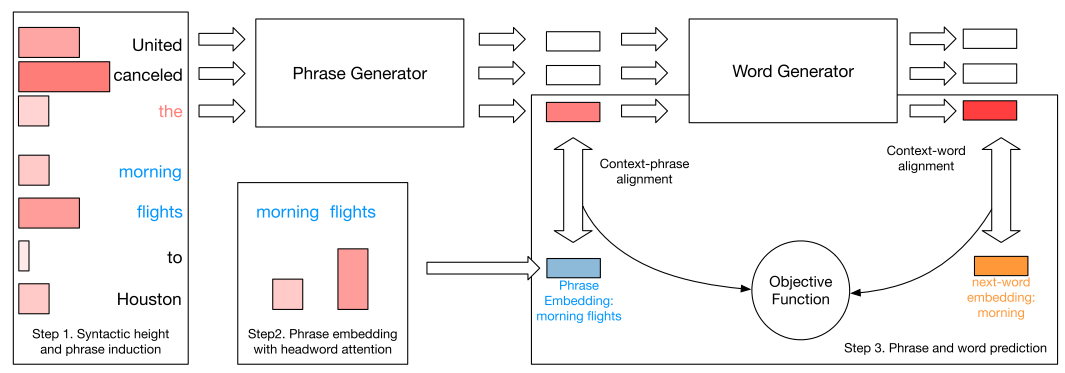 United
canceled
the
morning
flights
to
Houston
Step 1. Syntactic height
and phrase induction
Phrase Generator
morning flights
Step2. Phrase embedding
with headword attention
Word Generator
Context-phrase
alignment
Context-word
alignment
Phrase
Embedding:
morning flights
Objective
Function
next-word
embedding:
morning
Step 3. Phrase and word prediction